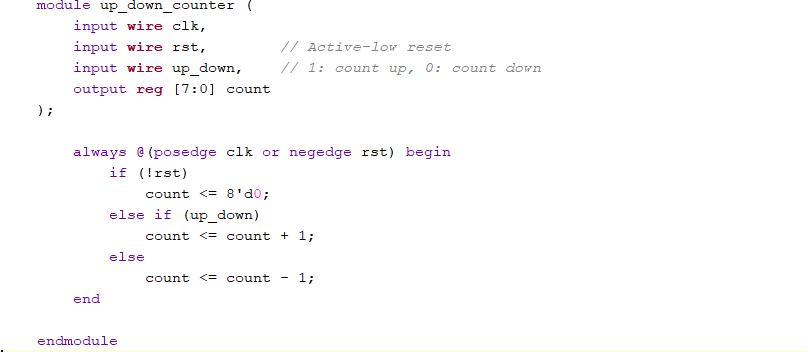 module up_down_counter (
    input wire clk,
    input wire rst,        // Active-low reset
    input wire up_down,    // 1: count up, 0: count down
    output reg [7:0] count
);

    always @(posedge clk or negedge rst) begin
        if (!rst)
            count <= 8'd0;
        else if (up_down)
            count <= count + 1;
        else
            count <= count - 1;
    end

endmodule